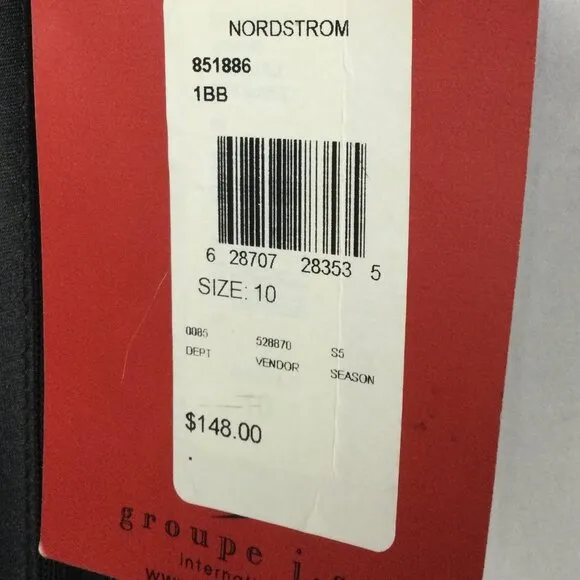 NORDSTROM
851886
1BB
6 28707 28353 5
SIZE: 10
0085 528870 S5
DEPT VENDOR SEASON
$148.00
groupe